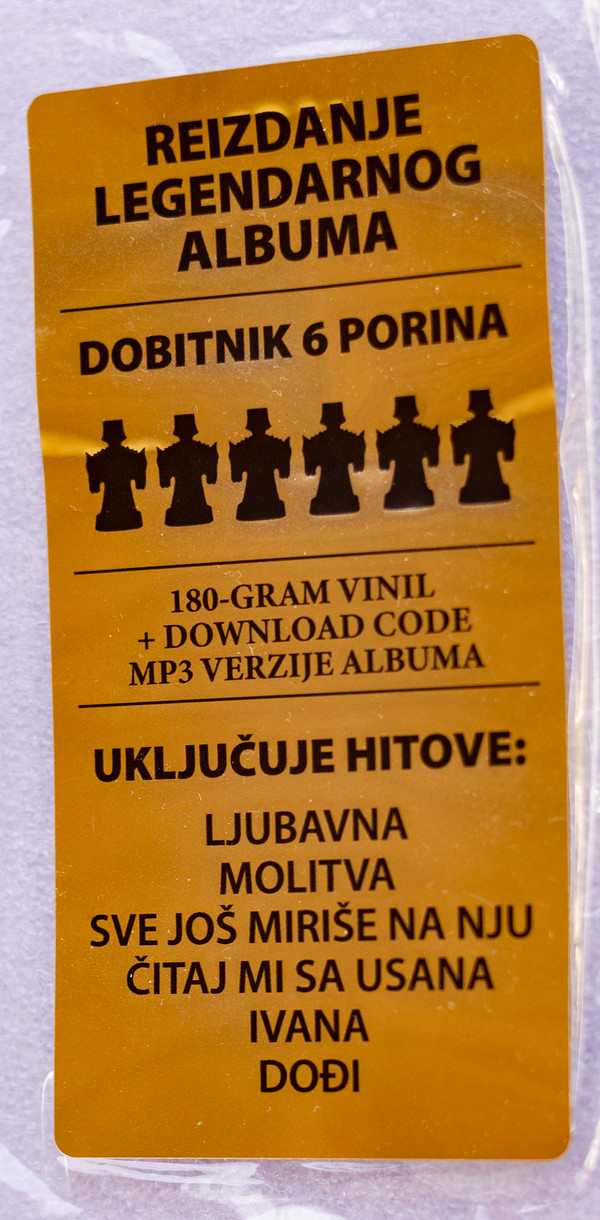 REIZDANJE
LEGENDARNOG
ALBUMA
DOBITNIK 6 PORINA
180-GRAM VINIL
+ DOWNLOAD CODE
MP3 VERZIJE ALBUMA
UKLJUČUJE HITOVE:
LJUBAVNA
MOLITVA
SVE JOŠ MIRIŠE NA NJU
ČITAJ MI SA USANA
IVANA
DOĐI